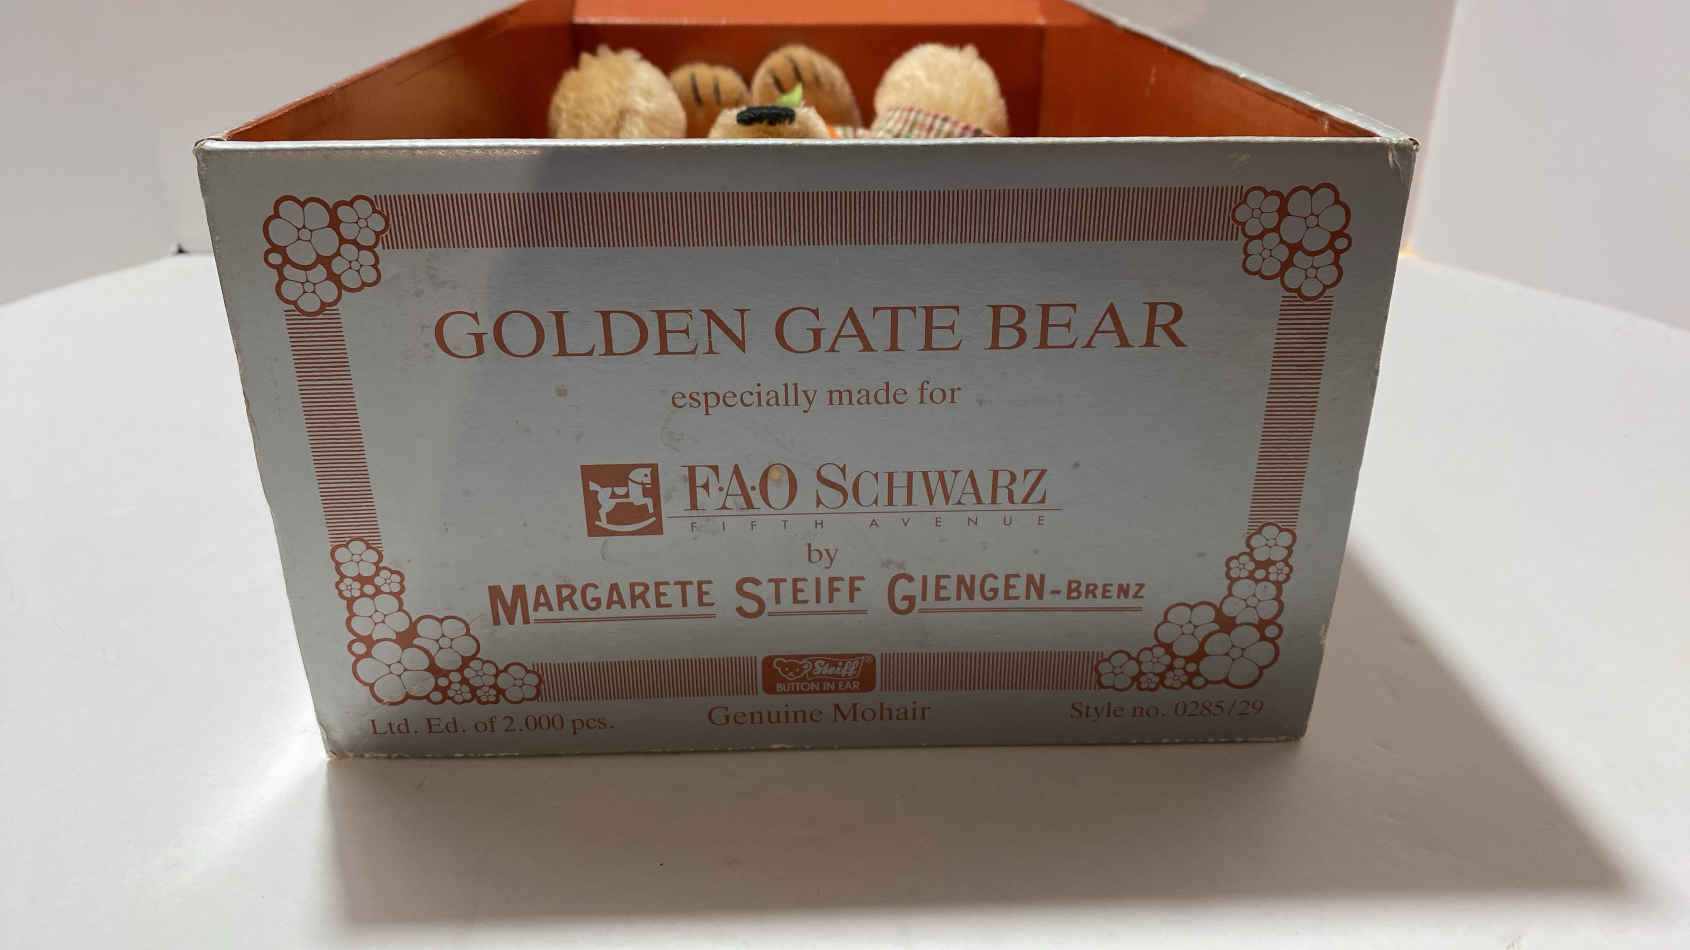 GOLDEN GATE BEAR
especially made for
F·A·O SCHWARZ
FIFTH AVENUE
by
MARGARETE STEIFF GIENGEN-BRENZ
Steiff®
BUTTON IN EAR
Ltd. Ed. of 2.000 pcs. Genuine Mohair Style no. 0285/29